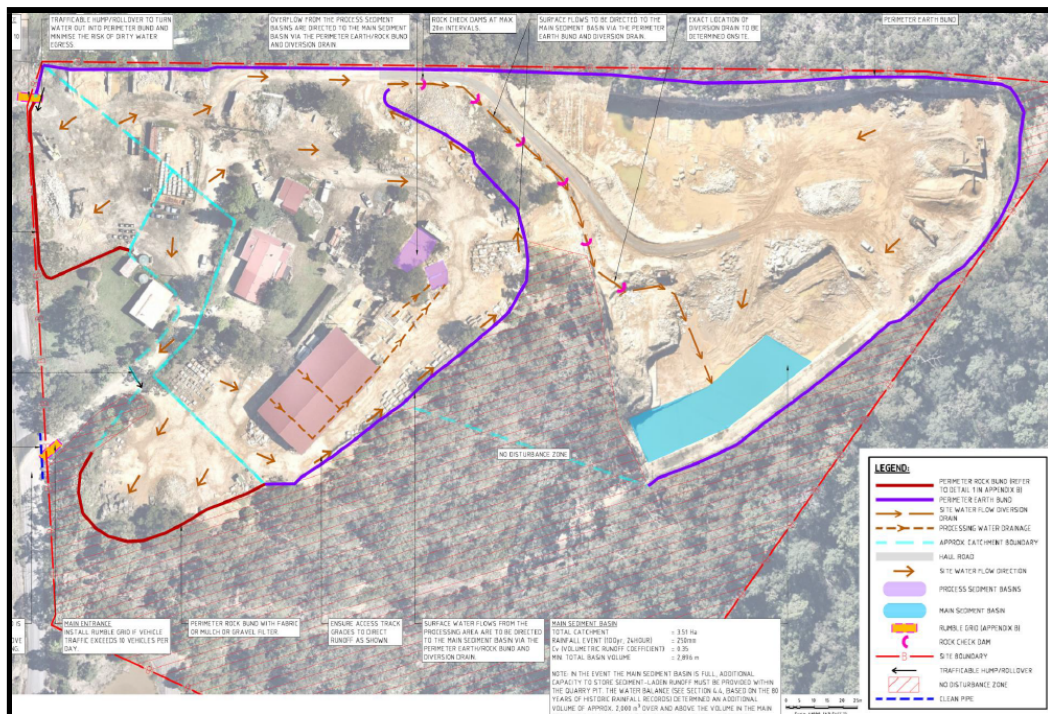 TRAFFICABLE HUMP/ROLLOVER TO TURN
WATER OUT INTO PERIMETER BUND AND
MINIMISE THE RISK OF DIRTY WATER
EGRESS.
OVERFLOW FROM THE PROCESS SEDIMENT
BASINS ARE DIRECTED TO THE MAIN SEDIMENT
BASIN VIA THE PERIMETER EARTH/ROCK BUND
AND DIVERSION DRAIN.
ROCK CHECK DAMS AT MAX.
INTERVALS.
SURFACE FLOWS TO BE DIRECTED TO THE
MAIN SEDIMENT BASIN VIA THE PERIMETER
EARTH BUND AND DIVERSION DRAIN.
EXACT LOCATION OF
DIVERSION DRAIN TO BE
DETERMINED ONSITE.
PERIMETER EARTH BUND
NO DISTURBANCE ZONE
LEGEND:
PERIMETER ROCK BUND (REFER
TO DETAIL 1 IN APPENDIX B)
PERIMETER EARTH BUND
SITE WATER FLOW DIVERSION
DRAIN
PROCESSING WATER DRAINAGE
APPROX. CATCHMENT BOUNDARY
HAUL ROAD
SITE WATER FLOW DIRECTION
PROCESS SEDIMENT BASINS
MAIN SEDIMENT BASIN
RUMBLE GRID (APPENDIX B)
ROCK CHECK DAM
SITE BOUNDARY
TRAFFICABLE HUMP/ROLLOVER
NO DISTURBANCE ZONE
CLEAN PIPE
MAIN ENTRANCE
INSTALL RUMBLE GRID IF VEHICLE
TRAFFIC EXCEEDS 10 VEHICLES PER
DAY.
PERIMETER ROCK BUND WITH FABRIC
OR MULCH OR GRAVEL FILTER.
ENSURE ACCESS TRACK
GRADES TO DIRECT
RUNOFF AS SHOWN
SURFACE WATER FLOWS FROM THE
PROCESSING AREA ARE TO BE DIRECTED
TO THE MAIN SEDIMENT BASIN VIA THE
PERIMETER EARTH/ROCK BUND AND
DIVERSION DRAIN.
MAIN SEDIMENT BASIN
TOTAL CATCHMENT = 3.51 Ha
RAINFALL EVENT (100yr, 24HOUR) = 250mm
Cv (VOLUMETRIC RUNOFF COEFFICIENT) = 0.35
MIN TOTAL BASIN VOLUME
NOTE: IN THE EVENT THE MAIN SEDIMENT BASIN IS FULL, ADDITIONAL
CAPACITY TO STORE SEDIMENT-LADEN RUNOFF MUST BE PROVIDED WITHIN
THE QUARRY PIT. THE WATER BALANCE (SEE SECTION 4.4, BASED ON THE 80
YEARS OF HISTORIC RAINFALL RECORDS) DETERMINED AN ADDITIONAL
VOLUME OF APPROX. 2,000 m³ OVER AND ABOVE THE VOLUME IN THE MAIN